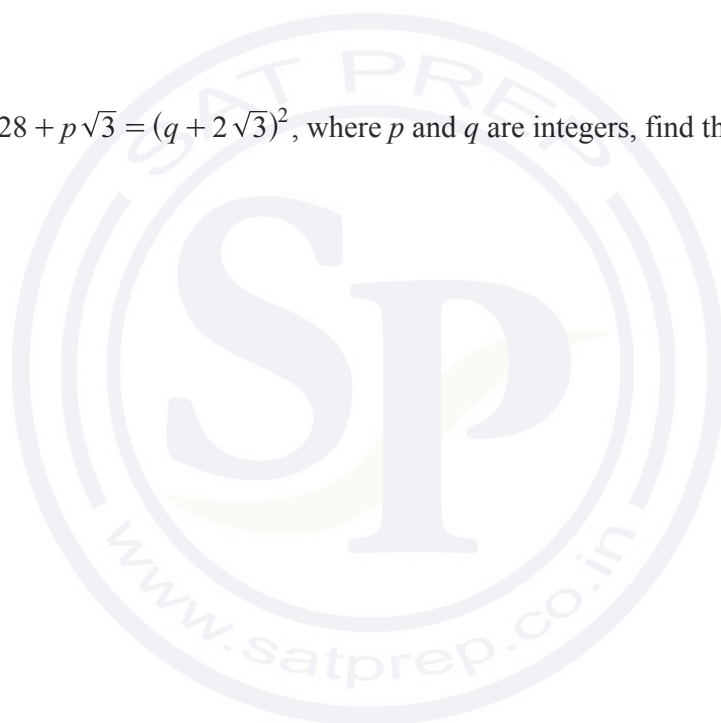 SAT PREP
28 + p√3 = (q + 2√3)², where p and q are integers, find th
SP
www.satprep.co.in